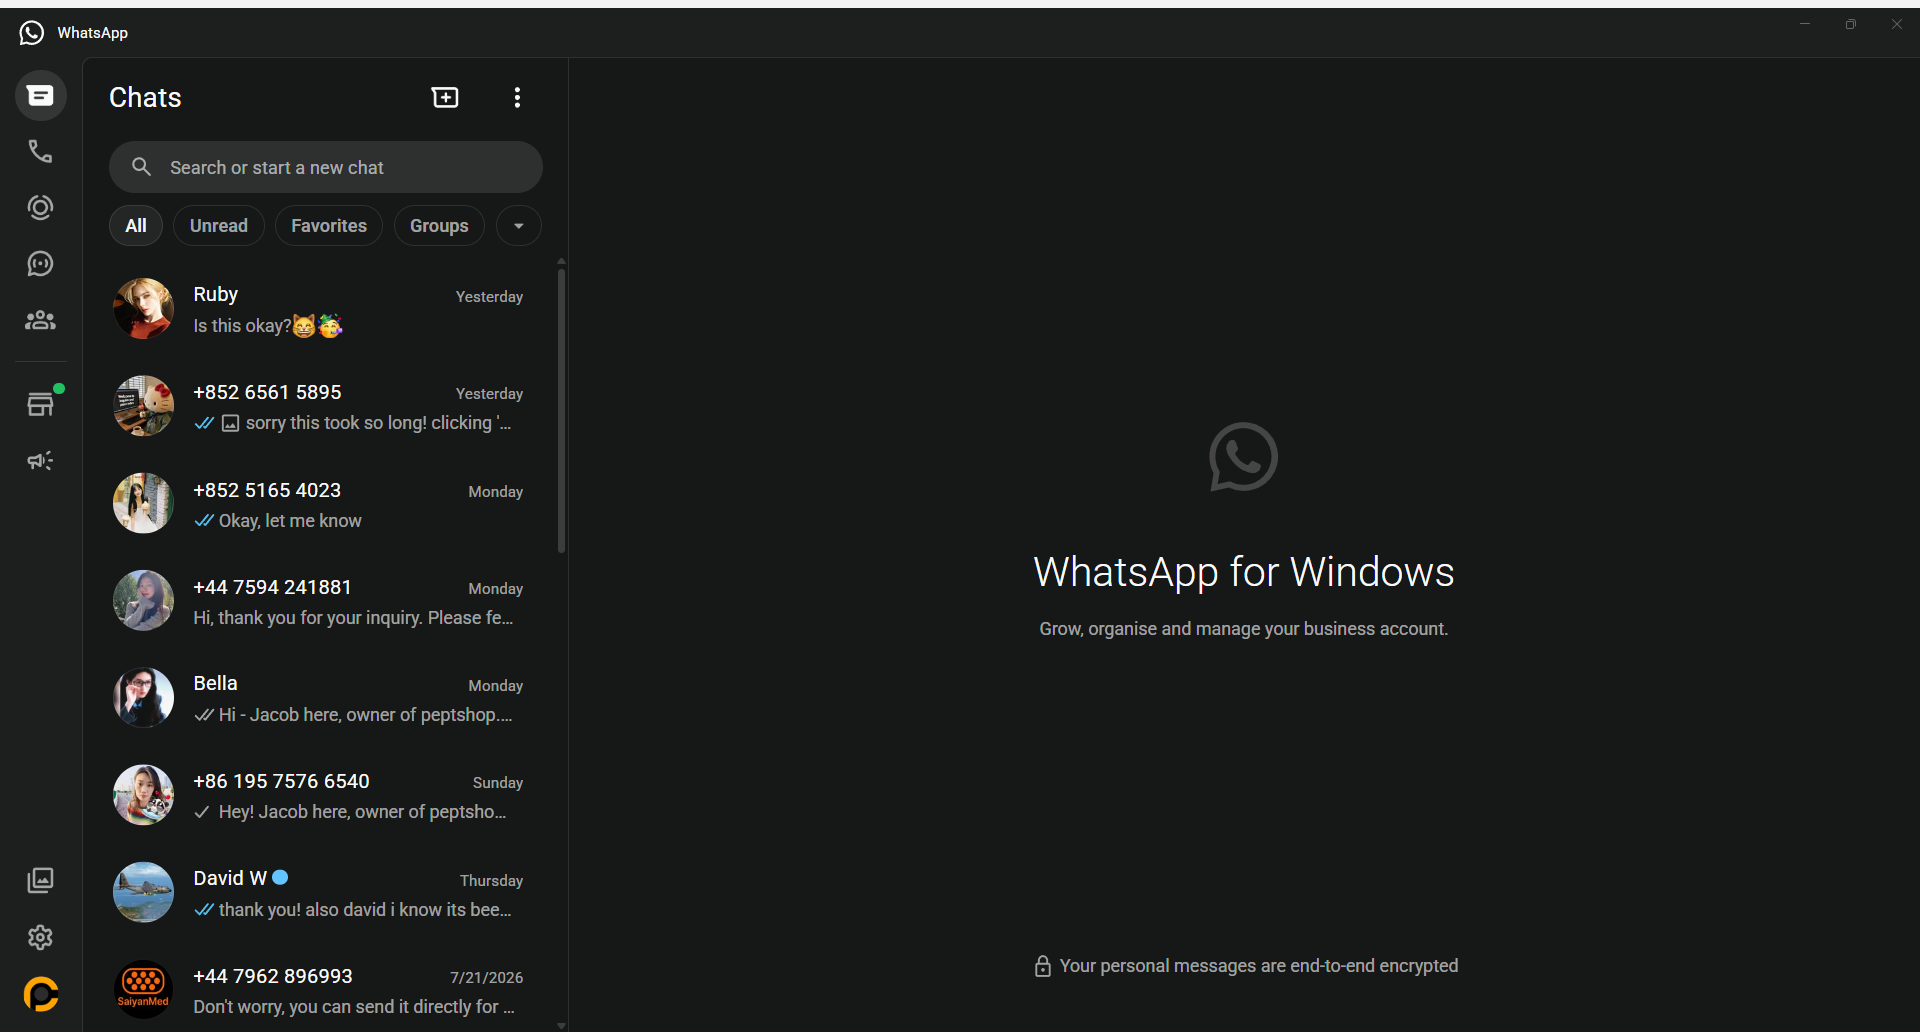 WhatsApp
Chats
Search or start a new chat
All
Unread
Favorites
Groups
Ruby
Yesterday
Is this okay?😸🥳
+852 6561 5895
Yesterday
sorry this took so long! clicking '...
+852 5165 4023
Monday
Okay, let me know
+44 7594 241881
Monday
Hi, thank you for your inquiry. Please fe...
Bella
Monday
Hi - Jacob here, owner of peptshop....
+86 195 7576 6540
Sunday
Hey! Jacob here, owner of peptsho...
David W
Thursday
thank you! also david i know its bee...
SaiyanMed
+44 7962 896993
7/21/2026
Don't worry, you can send it directly for ...
WhatsApp for Windows
Grow, organise and manage your business account.
Your personal messages are end-to-end encrypted